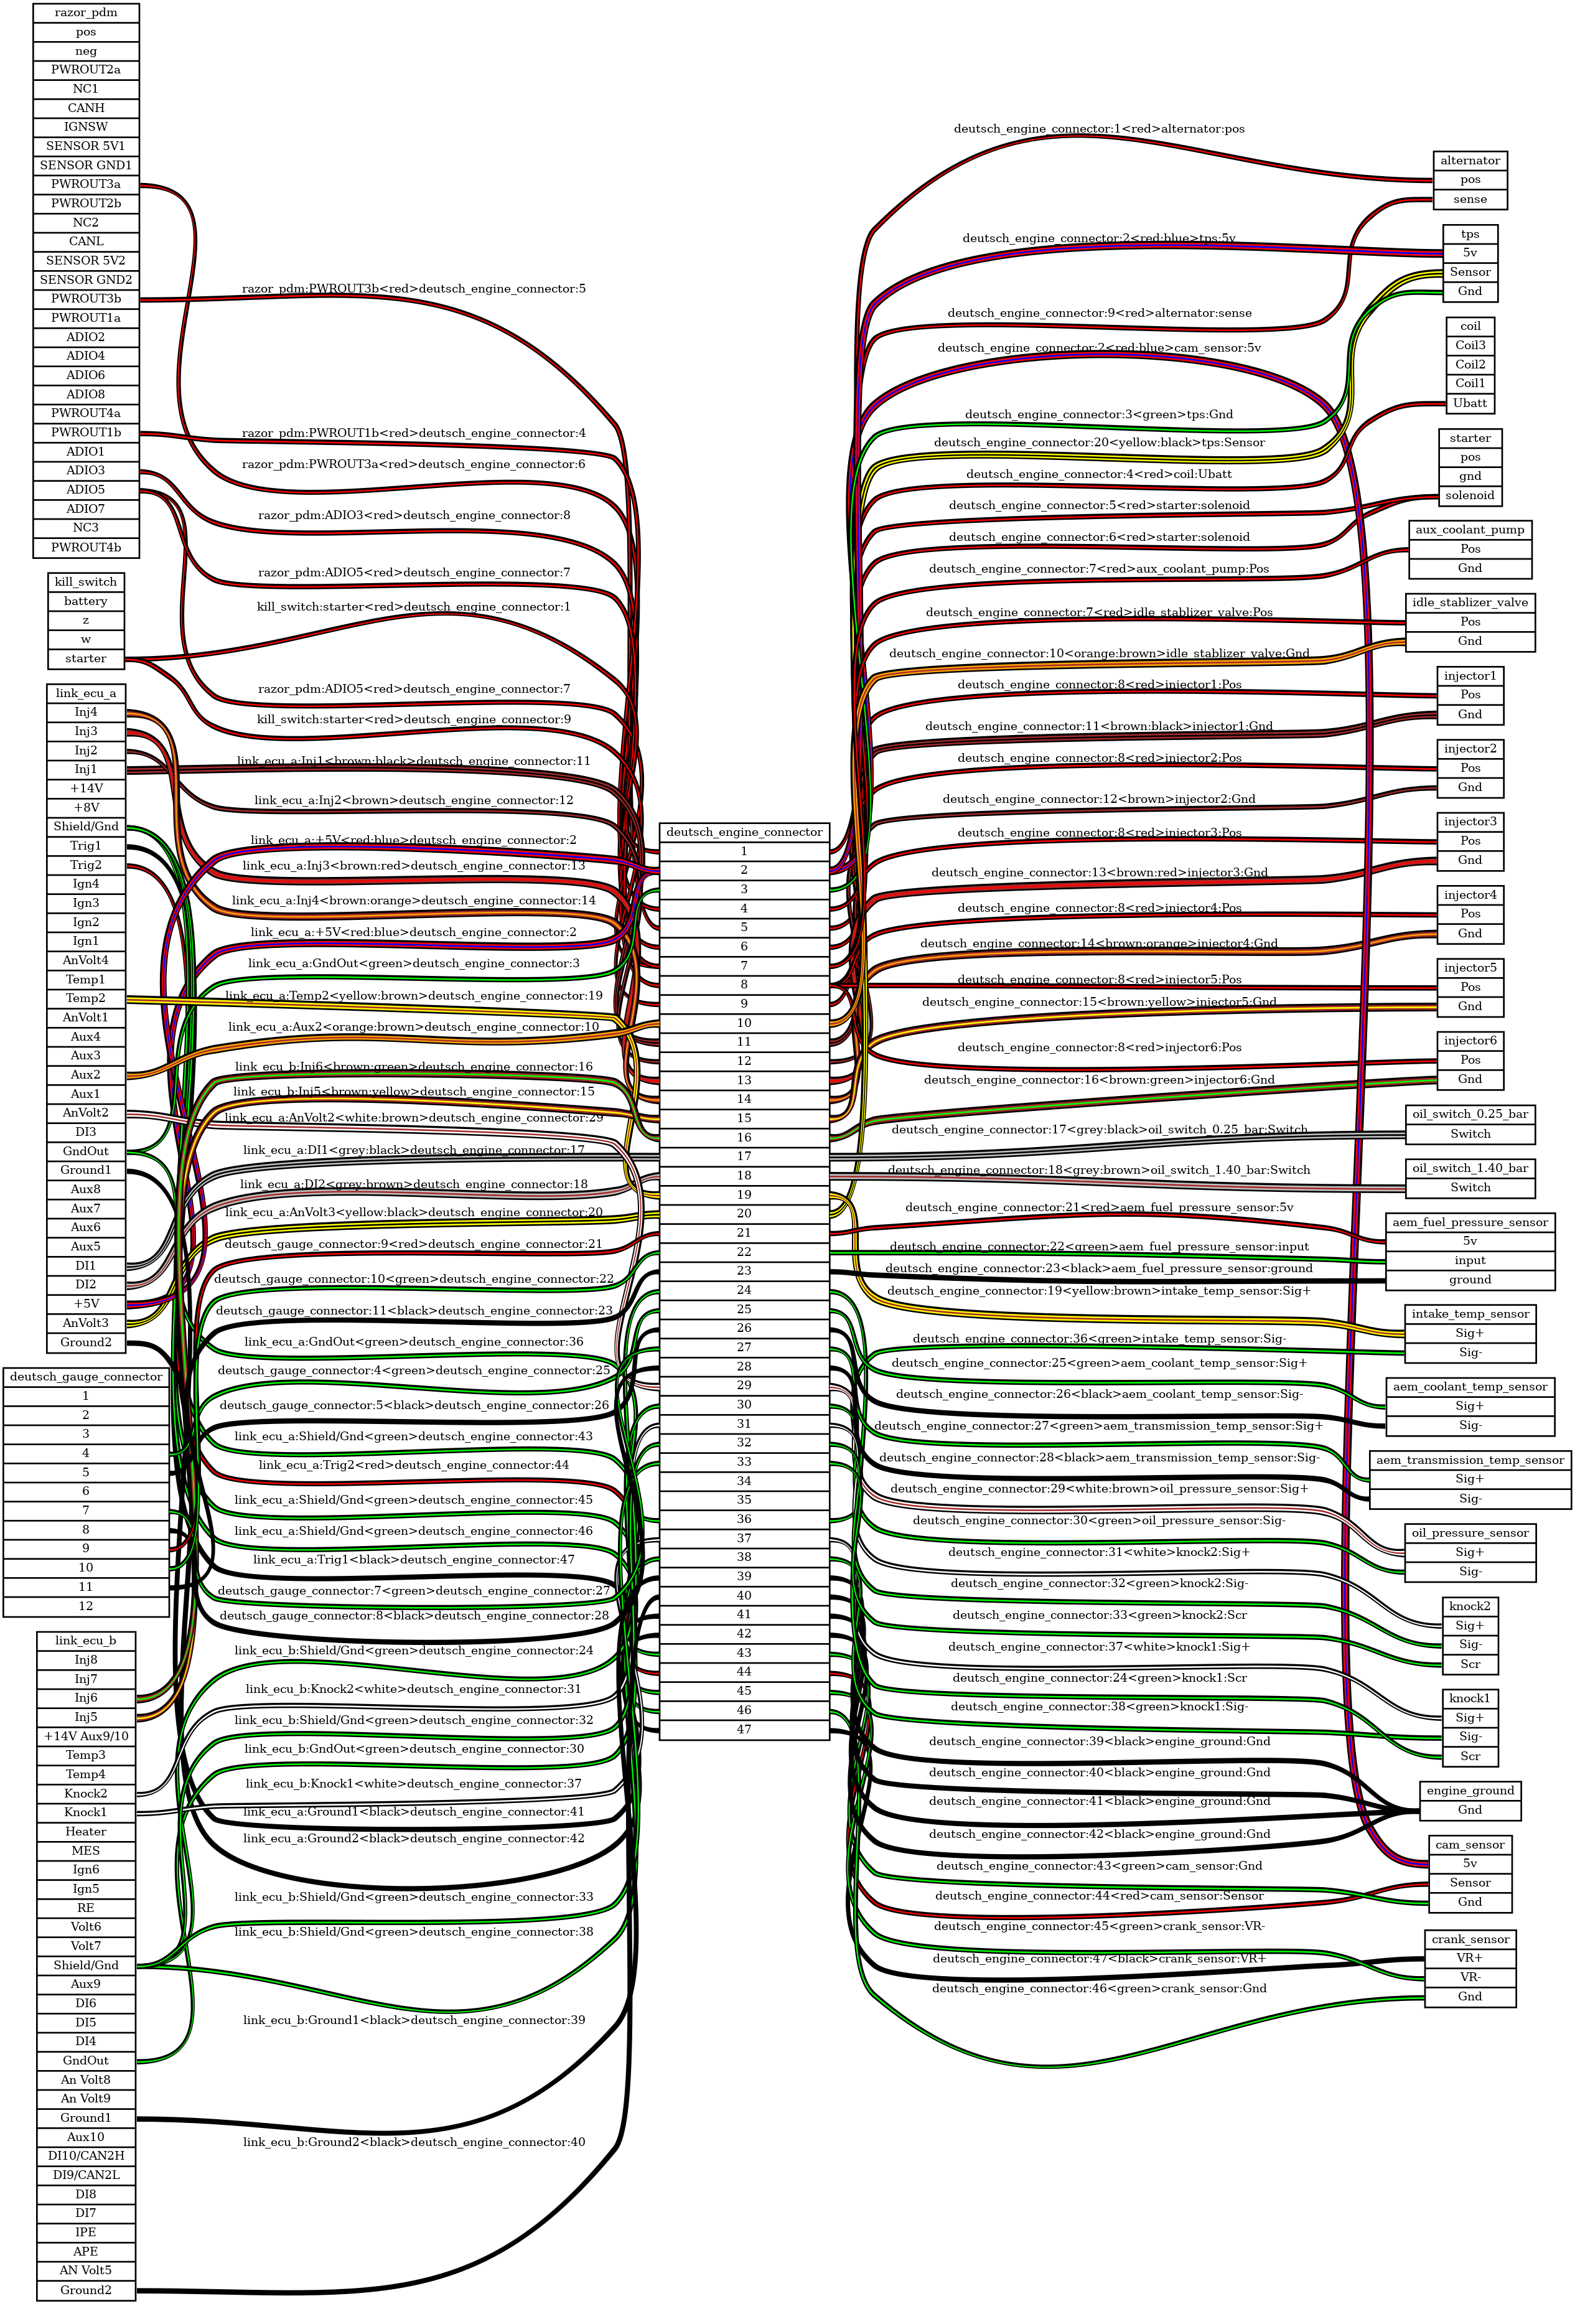 razor_pdm
pos
neg
PWROUT2a
NC1
CANH
IGNSW
SENSOR 5V1
SENSOR GND1
PWROUT3a
PWROUT2b
NC2
CANL
SENSOR 5V2
SENSOR GND2
PWROUT3b
PWROUT1a
ADIO2
ADIO4
ADIO6
ADIO8
PWROUT4a
PWROUT1b
ADIO1
ADIO3
ADIO5
ADIO7
NC3
PWROUT4b
kill_switch
battery
z
w
starter
link_ecu_a
Inj4
Inj3
Inj2
Inj1
+14V
+8V
Shield/Gnd
Trig1
Trig2
Ign4
Ign3
Ign2
Ign1
AnVolt4
Temp1
Temp2
AnVolt1
Aux4
Aux3
Aux2
Aux1
AnVolt2
DI3
GndOut
Ground1
Aux8
Aux7
Aux6
Aux5
DI1
DI2
+5V
AnVolt3
Ground2
deutsch_gauge_connector
1
2
3
4
5
6
7
8
9
10
11
12
link_ecu_b
Inj8
Inj7
Inj6
Inj5
+14V Aux9/10
Temp3
Temp4
Knock2
Knock1
Heater
MES
Ign6
Ign5
RE
Volt6
Volt7
Shield/Gnd
Aux9
DI6
DI5
DI4
GndOut
An Volt8
An Volt9
Ground1
Aux10
DI10/CAN2H
DI9/CAN2L
DI8
DI7
IPE
APE
AN Volt5
Ground2
razor_pdm:PWROUT3b<red>deutsch_engine_connector:5
razor_pdm:PWROUT1b<red>deutsch_engine_connector:4
razor_pdm:PWROUT3a<red>deutsch_engine_connector:6
razor_pdm:ADIO3<red>deutsch_engine_connector:8
razor_pdm:ADIO5<red>deutsch_engine_connector:7
kill_switch:starter<red>deutsch_engine_connector:1
razor_pdm:ADIO5<red>deutsch_engine_connector:7
kill_switch:starter<red>deutsch_engine_connector:9
link_ecu_a:Inj1<brown:black>deutsch_engine_connector:11
link_ecu_a:Inj2<brown>deutsch_engine_connector:12
link_ecu_a:+5V<red:blue>deutsch_engine_connector:2
link_ecu_a:Inj3<brown:red>deutsch_engine_connector:13
link_ecu_a:Inj4<brown:orange>deutsch_engine_connector:14
link_ecu_a:+5V<red:blue>deutsch_engine_connector:2
link_ecu_a:GndOut<green>deutsch_engine_connector:3
link_ecu_a:Temp2<yellow:brown>deutsch_engine_connector:19
link_ecu_a:Aux2<orange:brown>deutsch_engine_connector:10
link_ecu_b:Inj6<brown:green>deutsch_engine_connector:16
link_ecu_b:Inj5<brown:yellow>deutsch_engine_connector:15
link_ecu_a:AnVolt2<white:brown>deutsch_engine_connector:29
link_ecu_a:DI1<grey:black>deutsch_engine_connector:17
link_ecu_a:DI2<grey:brown>deutsch_engine_connector:18
link_ecu_a:AnVolt3<yellow:black>deutsch_engine_connector:20
deutsch_gauge_connector:9<red>deutsch_engine_connector:21
deutsch_gauge_connector:10<green>deutsch_engine_connector:22
deutsch_gauge_connector:11<black>deutsch_engine_connector:23
link_ecu_a:GndOut<green>deutsch_engine_connector:36
deutsch_gauge_connector:4<green>deutsch_engine_connector:25
deutsch_gauge_connector:5<black>deutsch_engine_connector:26
link_ecu_a:Shield/Gnd<green>deutsch_engine_connector:43
link_ecu_a:Trig2<red>deutsch_engine_connector:44
link_ecu_a:Shield/Gnd<green>deutsch_engine_connector:45
link_ecu_a:Shield/Gnd<green>deutsch_engine_connector:46
link_ecu_a:Trig1<black>deutsch_engine_connector:47
deutsch_gauge_connector:7<green>deutsch_engine_connector:27
deutsch_gauge_connector:8<black>deutsch_engine_connector:28
link_ecu_b:Shield/Gnd<green>deutsch_engine_connector:24
link_ecu_b:Knock2<white>deutsch_engine_connector:31
link_ecu_b:Shield/Gnd<green>deutsch_engine_connector:32
link_ecu_b:GndOut<green>deutsch_engine_connector:30
link_ecu_b:Knock1<white>deutsch_engine_connector:37
link_ecu_a:Ground1<black>deutsch_engine_connector:41
link_ecu_a:Ground2<black>deutsch_engine_connector:42
link_ecu_b:Shield/Gnd<green>deutsch_engine_connector:33
link_ecu_b:Shield/Gnd<green>deutsch_engine_connector:38
link_ecu_b:Ground1<black>deutsch_engine_connector:39
link_ecu_b:Ground2<black>deutsch_engine_connector:40
deutsch_engine_connector
1
2
3
4
5
6
7
8
9
10
11
12
13
14
15
16
17
18
19
20
21
22
23
24
25
26
27
28
29
30
31
32
33
34
35
36
37
38
39
40
41
42
43
44
45
46
47
deutsch_engine_connector:1<red>alternator:pos
deutsch_engine_connector:2<red:blue>tps:5v
deutsch_engine_connector:9<red>alternator:sense
deutsch_engine_connector:2<red:blue>cam_sensor:5v
deutsch_engine_connector:3<green>tps:Gnd
deutsch_engine_connector:20<yellow:black>tps:Sensor
deutsch_engine_connector:4<red>coil:Ubatt
deutsch_engine_connector:5<red>starter:solenoid
deutsch_engine_connector:6<red>starter:solenoid
deutsch_engine_connector:7<red>aux_coolant_pump:Pos
deutsch_engine_connector:7<red>idle_stablizer_valve:Pos
deutsch_engine_connector:10<orange:brown>idle_stablizer_valve:Gnd
deutsch_engine_connector:8<red>injector1:Pos
deutsch_engine_connector:11<brown:black>injector1:Gnd
deutsch_engine_connector:8<red>injector2:Pos
deutsch_engine_connector:12<brown>injector2:Gnd
deutsch_engine_connector:8<red>injector3:Pos
deutsch_engine_connector:13<brown:red>injector3:Gnd
deutsch_engine_connector:8<red>injector4:Pos
deutsch_engine_connector:14<brown:orange>injector4:Gnd
deutsch_engine_connector:8<red>injector5:Pos
deutsch_engine_connector:15<brown:yellow>injector5:Gnd
deutsch_engine_connector:8<red>injector6:Pos
deutsch_engine_connector:16<brown:green>injector6:Gnd
deutsch_engine_connector:17<grey:black>oil_switch_0.25_bar:Switch
deutsch_engine_connector:18<grey:brown>oil_switch_1.40_bar:Switch
deutsch_engine_connector:21<red>aem_fuel_pressure_sensor:5v
deutsch_engine_connector:22<green>aem_fuel_pressure_sensor:input
deutsch_engine_connector:23<black>aem_fuel_pressure_sensor:ground
deutsch_engine_connector:19<yellow:brown>intake_temp_sensor:Sig+
deutsch_engine_connector:36<green>intake_temp_sensor:Sig-
deutsch_engine_connector:25<green>aem_coolant_temp_sensor:Sig+
deutsch_engine_connector:26<black>aem_coolant_temp_sensor:Sig-
deutsch_engine_connector:27<green>aem_transmission_temp_sensor:Sig+
deutsch_engine_connector:28<black>aem_transmission_temp_sensor:Sig-
deutsch_engine_connector:29<white:brown>oil_pressure_sensor:Sig+
deutsch_engine_connector:30<green>oil_pressure_sensor:Sig-
deutsch_engine_connector:31<white>knock2:Sig+
deutsch_engine_connector:32<green>knock2:Sig-
deutsch_engine_connector:33<green>knock2:Scr
deutsch_engine_connector:37<white>knock1:Sig+
deutsch_engine_connector:24<green>knock1:Scr
deutsch_engine_connector:38<green>knock1:Sig-
deutsch_engine_connector:39<black>engine_ground:Gnd
deutsch_engine_connector:40<black>engine_ground:Gnd
deutsch_engine_connector:41<black>engine_ground:Gnd
deutsch_engine_connector:42<black>engine_ground:Gnd
deutsch_engine_connector:43<green>cam_sensor:Gnd
deutsch_engine_connector:44<red>cam_sensor:Sensor
deutsch_engine_connector:45<green>crank_sensor:VR-
deutsch_engine_connector:47<black>crank_sensor:VR+
deutsch_engine_connector:46<green>crank_sensor:Gnd
alternator
pos
sense
tps
5v
Sensor
Gnd
coil
Coil3
Coil2
Coil1
Ubatt
starter
pos
gnd
solenoid
aux_coolant_pump
Pos
Gnd
idle_stablizer_valve
Pos
Gnd
injector1
Pos
Gnd
injector2
Pos
Gnd
injector3
Pos
Gnd
injector4
Pos
Gnd
injector5
Pos
Gnd
injector6
Pos
Gnd
oil_switch_0.25_bar
Switch
oil_switch_1.40_bar
Switch
aem_fuel_pressure_sensor
5v
input
ground
intake_temp_sensor
Sig+
Sig-
aem_coolant_temp_sensor
Sig+
Sig-
aem_transmission_temp_sensor
Sig+
Sig-
oil_pressure_sensor
Sig+
Sig-
knock2
Sig+
Sig-
Scr
knock1
Sig+
Sig-
Scr
engine_ground
Gnd
cam_sensor
5v
Sensor
Gnd
crank_sensor
VR+
VR-
Gnd